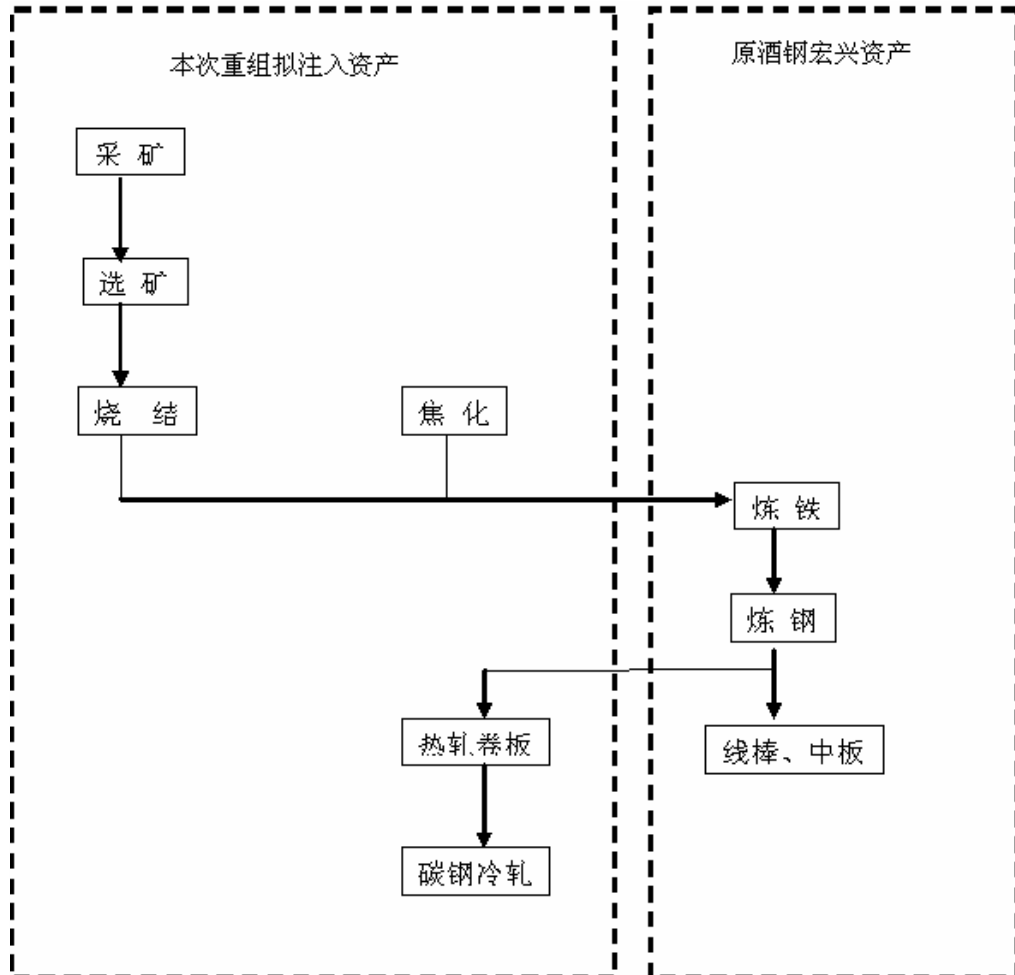 本次重组拟注入资产
原酒钢宏兴资产
采 矿
选 矿
烧 结
焦 化
炼 铁
炼 钢
热轧卷板
线棒、中板
碳钢冷轧